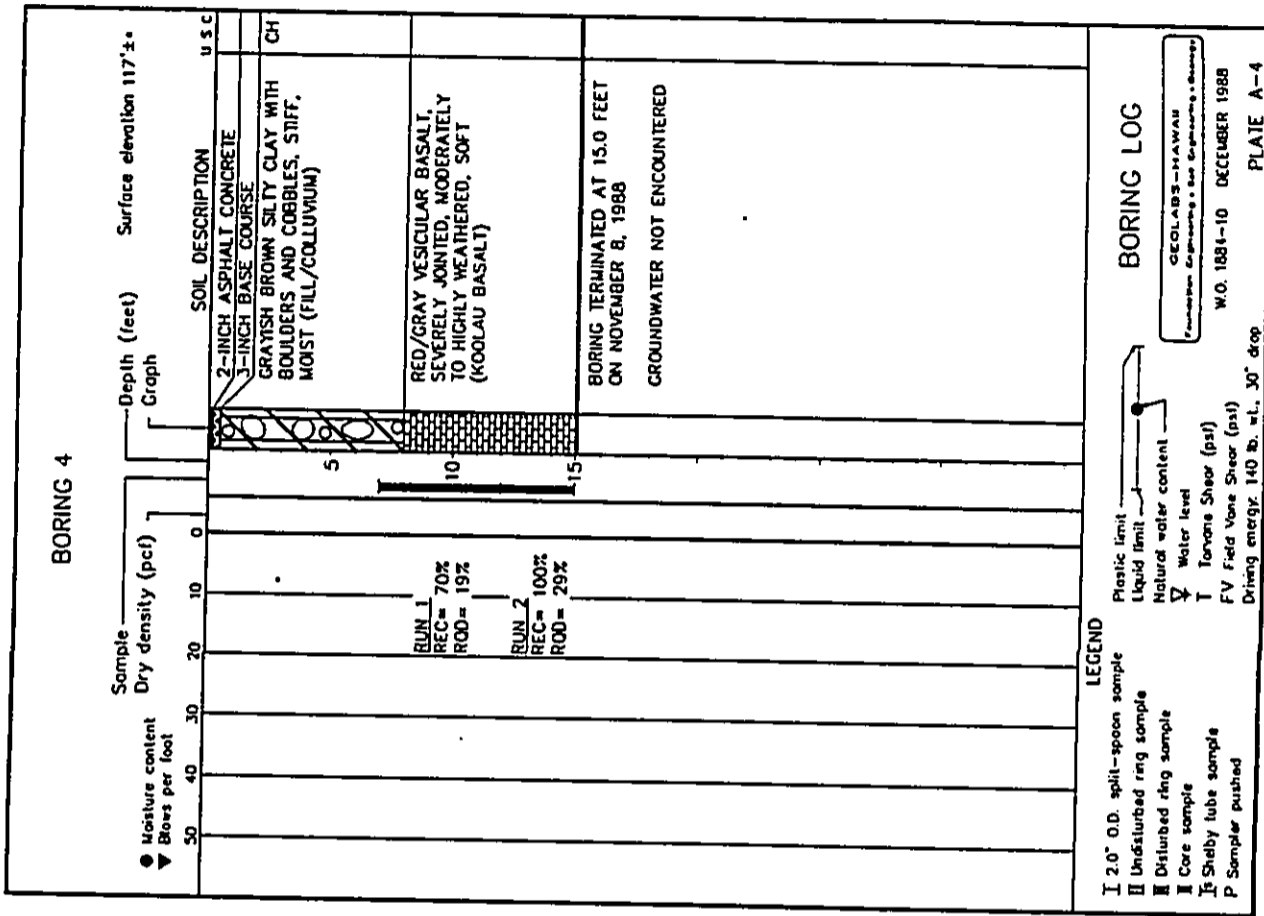 BORING 4
Surface elevation 117'±*
Depth (feet)
Graph
Sample
Dry density (pcf)
● Moisture content
▼ Blows per foot
50 40 30 20 10 0
SOIL DESCRIPTION
U S C
2-INCH ASPHALT CONCRETE
3-INCH BASE COURSE
GRAYISH BROWN SILTY CLAY WITH
BOULDERS AND COBBLES, STIFF,
MOIST (FILL/COLLUVIUM)
CH
5
RED/GRAY VESICULAR BASALT,
SEVERELY JOINTED, MODERATELY
TO HIGHLY WEATHERED, SOFT
(KOOLAU BASALT)
RUN 1
REC= 70%
RQD= 19%
10
RUN 2
REC= 100%
RQD= 29%
15
BORING TERMINATED AT 15.0 FEET
ON NOVEMBER 8, 1988
GROUNDWATER NOT ENCOUNTERED
LEGEND
2.0" O.D. split-spoon sample
Undisturbed ring sample
Disturbed ring sample
Core sample
Shelby tube sample
P Sampler pushed
Plastic limit
Liquid limit
Natural water content
Water level
T Torvane Shear (psf)
FV Field Vane Shear (psf)
Driving energy: 140 lb. wt., 30" drop
BORING LOG
GEOLABS-HAWAII
Foundation Engineering • Soil Engineering •
W.O. 1884-10 DECEMBER 1988
PLATE A-4